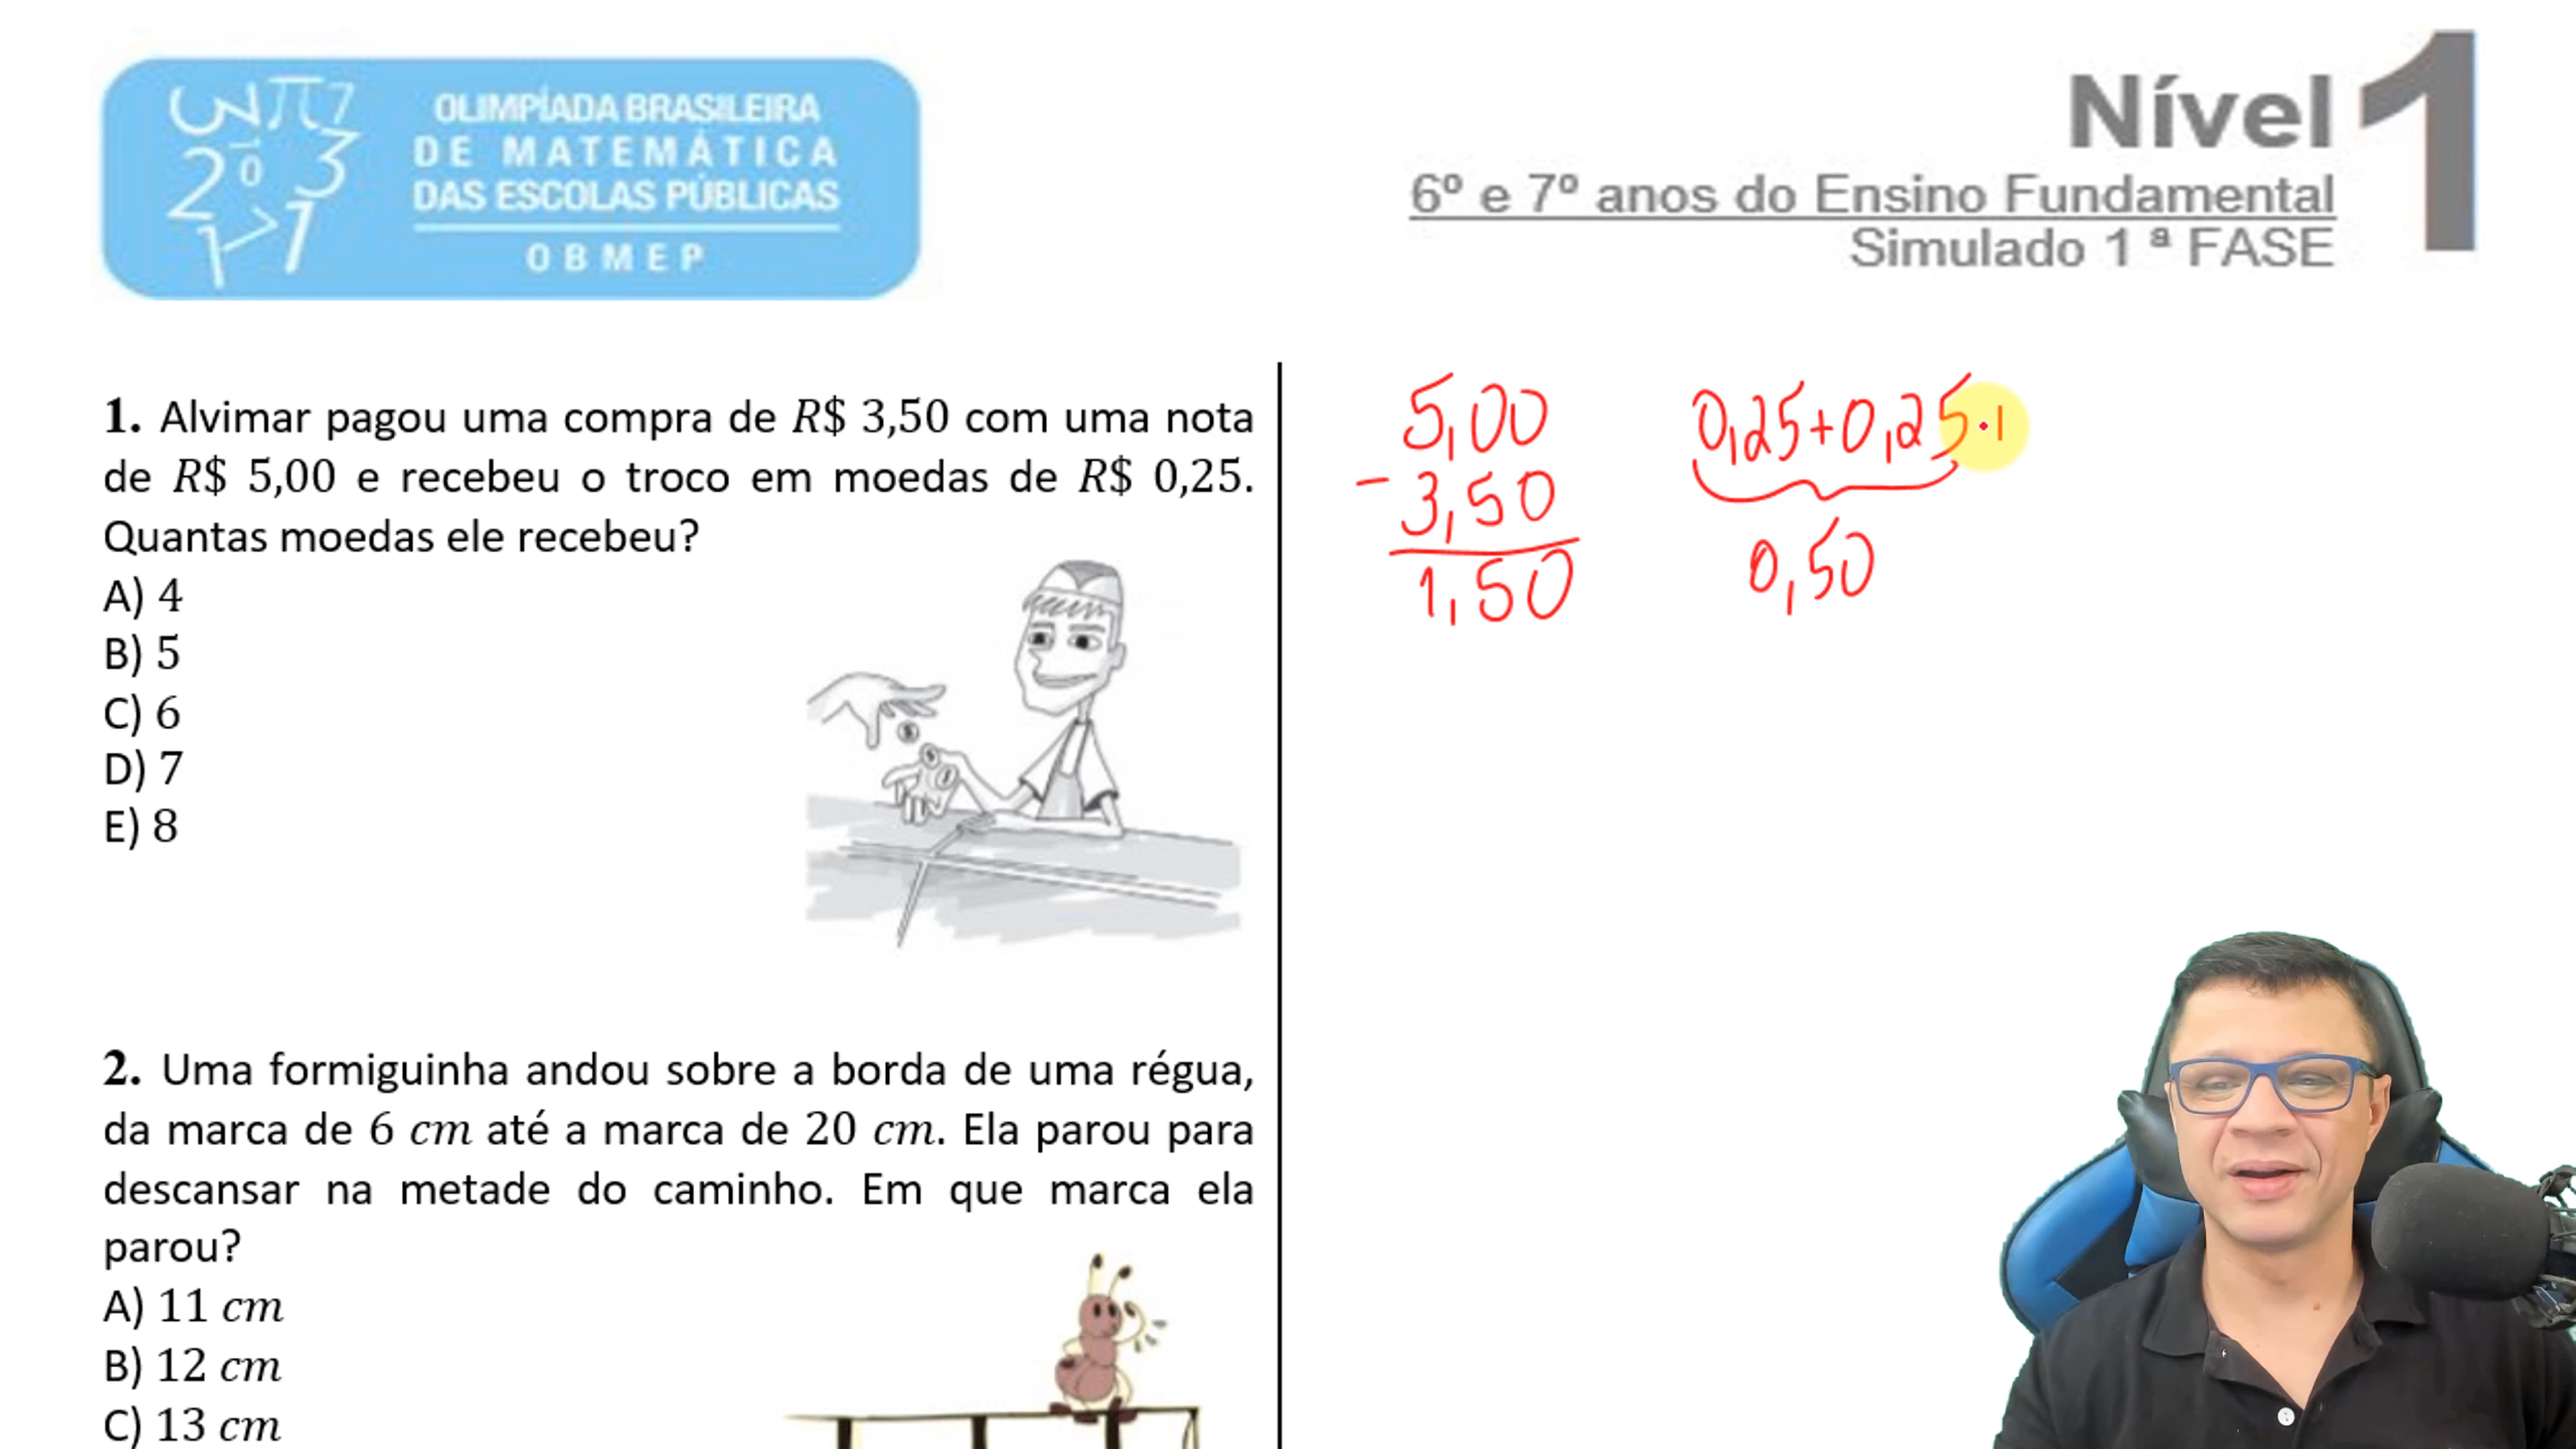 OLIMPÍADA BRASILEIRA
DE MATEMÁTICA
DAS ESCOLAS PÚBLICAS
OBMEP
Nível 1
6º e 7º anos do Ensino Fundamental
Simulado 1 ª FASE
1. Alvimar pagou uma compra de R$ 3,50 com uma nota
de R$ 5,00 e recebeu o troco em moedas de R$ 0,25.
Quantas moedas ele recebeu?
A) 4
B) 5
C) 6
D) 7
E) 8
2. Uma formiguinha andou sobre a borda de uma régua,
da marca de 6 cm até a marca de 20 cm. Ela parou para
descansar na metade do caminho. Em que marca ela
parou?
A) 11 cm
B) 12 cm
C) 13 cm
5,00
- 3,50
1,50
0,25+0,25
0,50